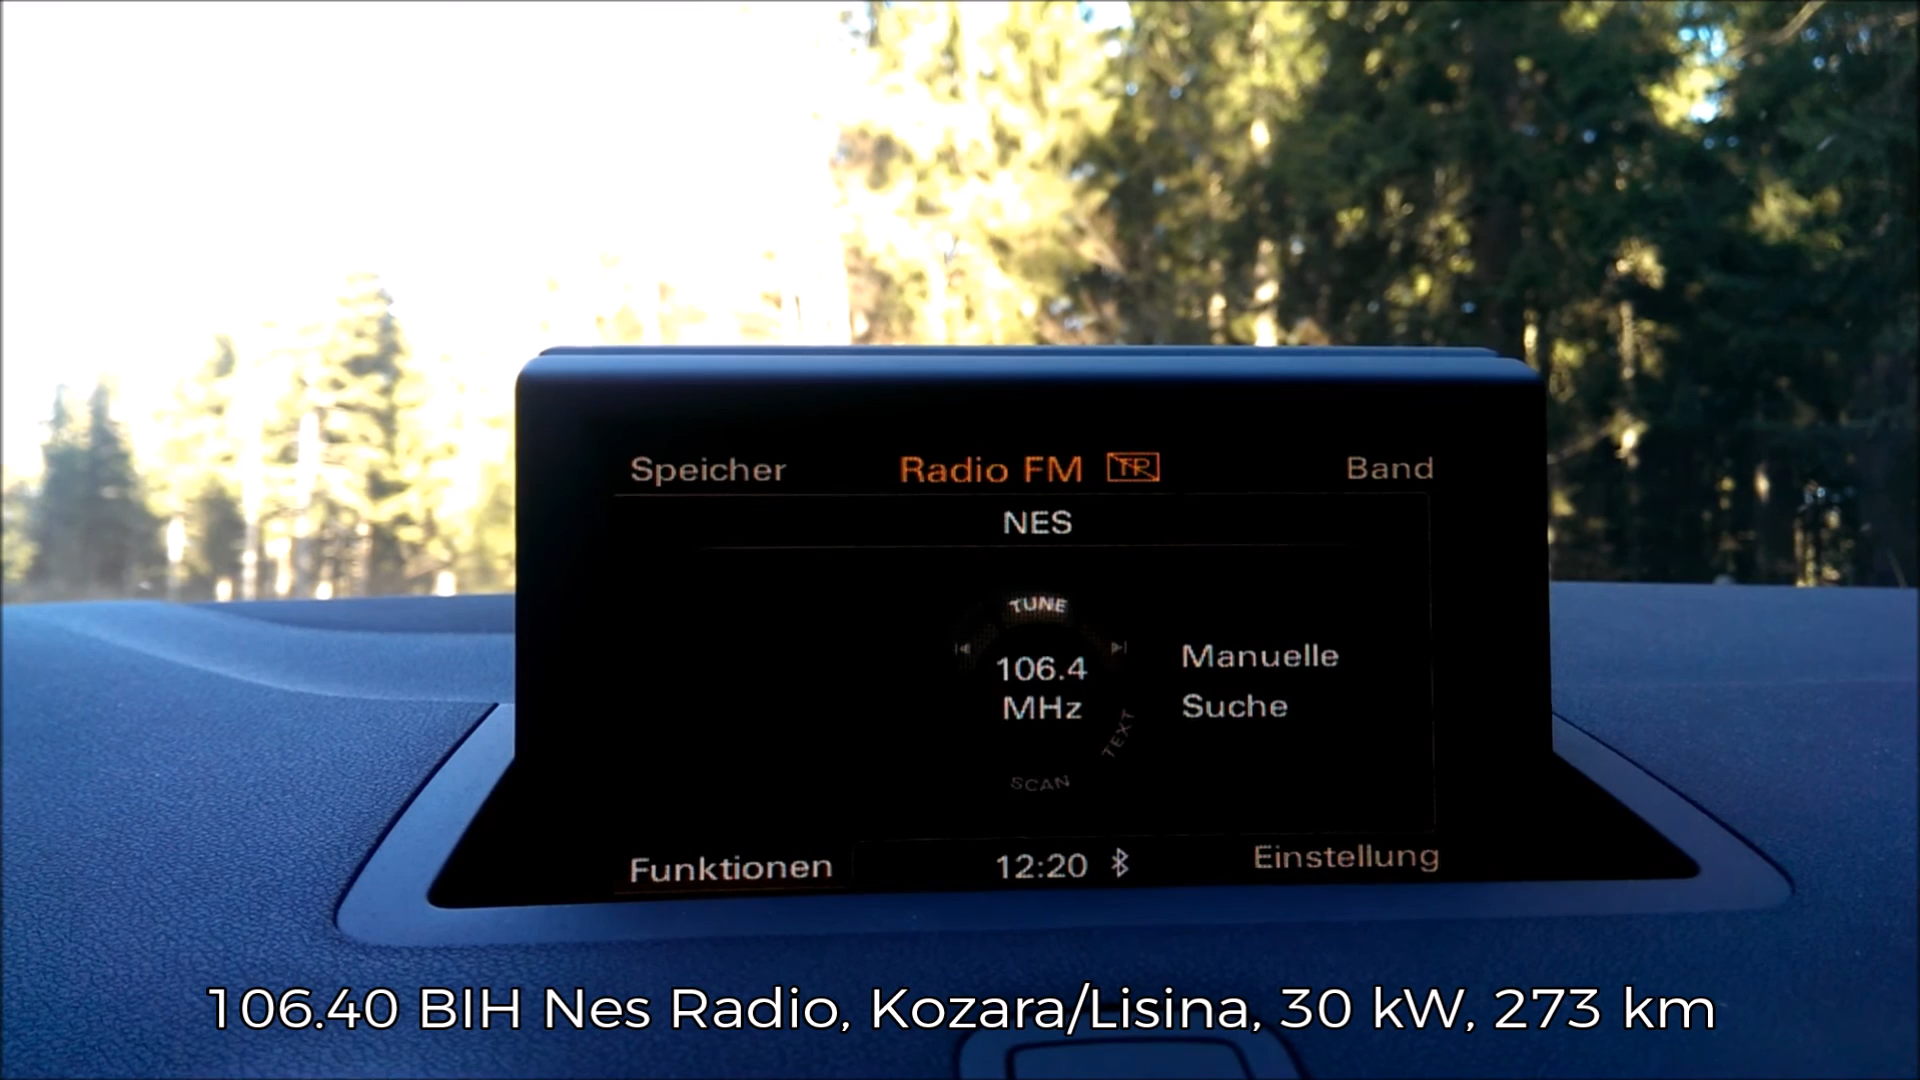 Speicher Radio FM TP Band
NES
TUNE
106.4
MHz
Manuelle
Suche
TEXT
SCAN
Funktionen 12:20 Einstellung
106.40 BIH Nes Radio, Kozara/Lisina, 30 kW, 273 km